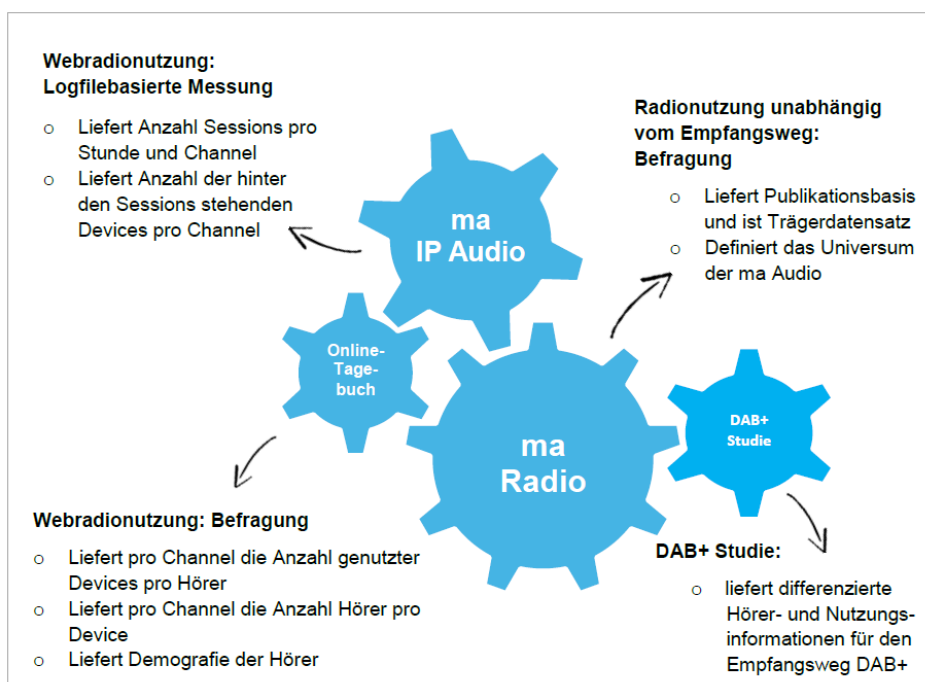 Webradionutzung:
Logfilebasierte Messung
o Liefert Anzahl Sessions pro
Stunde und Channel
o Liefert Anzahl der hinter
den Sessions stehenden
Devices pro Channel
Radionutzung unabhängig
vom Empfangsweg:
Befragung
o Liefert Publikationsbasis
und ist Trägerdatensatz
o Definiert das Universum
der ma Audio
ma
IP Audio
Online-
Tage-
buch
ma
Radio
DAB+
Studie
Webradionutzung: Befragung
o Liefert pro Channel die Anzahl genutzter
Devices pro Hörer
o Liefert pro Channel die Anzahl Hörer pro
Device
o Liefert Demografie der Hörer
DAB+ Studie:
o liefert differenzierte
Hörer- und Nutzungs-
informationen für den
Empfangsweg DAB+